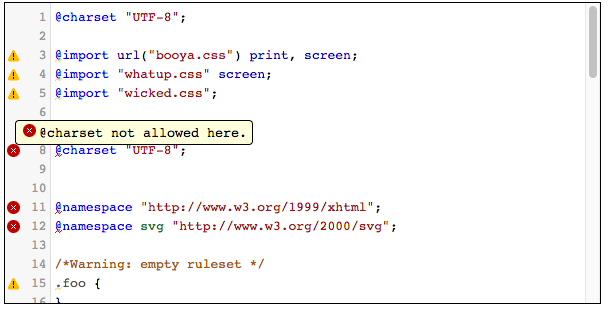 1 @charset "UTF-8";
2
3 @import url("booya.css") print, screen;
4 @import "whatup.css" screen;
5 @import "wicked.css";
6
@charset not allowed here.
8 @charset "UTF-8";
9
10
11 @namespace "http://www.w3.org/1999/xhtml";
12 @namespace svg "http://www.w3.org/2000/svg";
13
14 /*Warning: empty ruleset */
15 .foo {
16 }